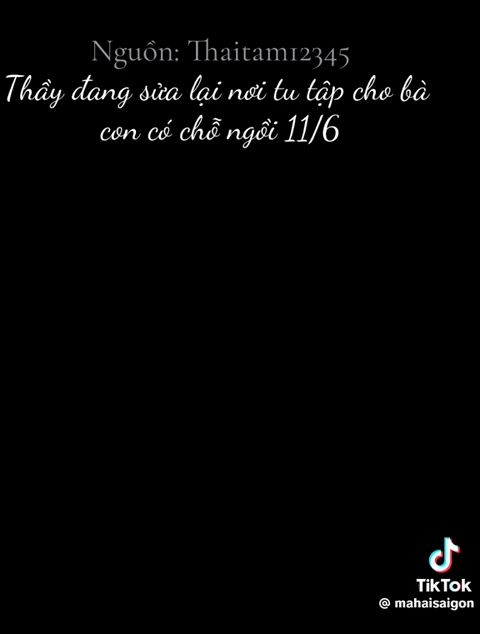 Nguồn: Thaitam12345
Thầy đang sửa lại nơi tu tập cho bà
con có chỗ ngồi 11/6
TikTok
@ mahaisaigon